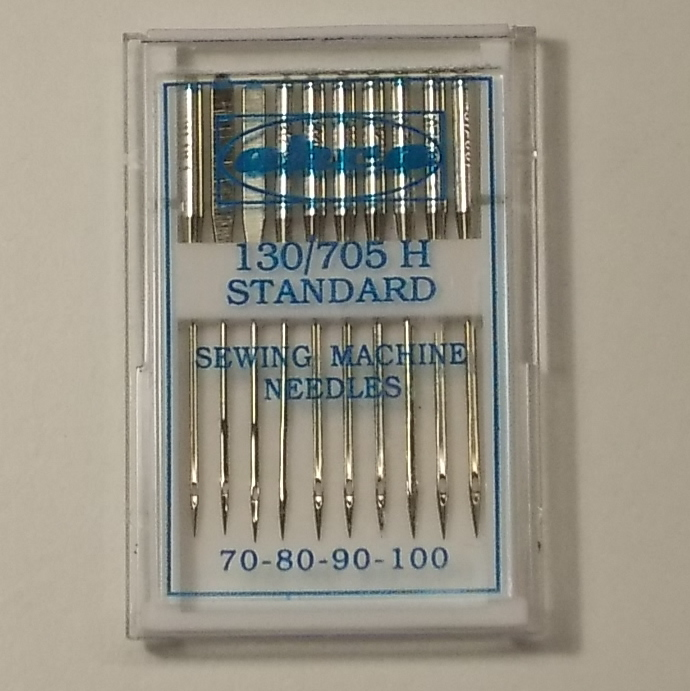 130/705 H
STANDARD
SEWING MACHINE
NEEDLES
70-80-90-100